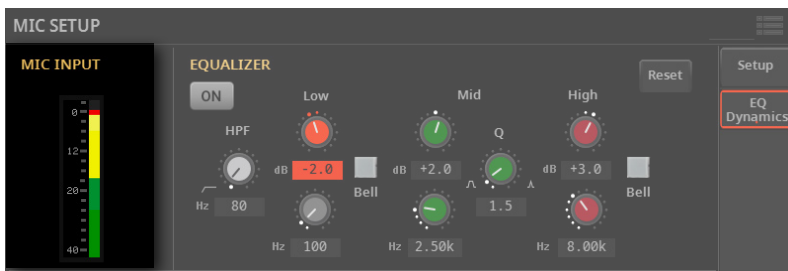 MIC SETUP
MIC INPUT
EQUALIZER
Reset
Setup
ON
Low
Mid
High
EQ
Dynamics
0
HPF
Q
12
dB -2.0
dB +2.0
dB +3.0
20
Bell
Bell
Hz 80
1.5
40
Hz 100
Hz 2.50k
Hz 8.00k